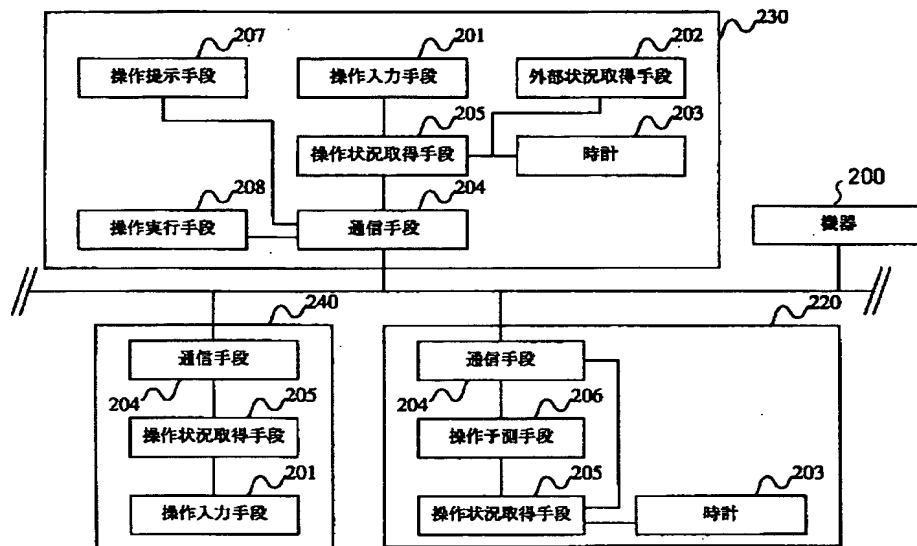 207
201
202
230
操作提示手段
操作入力手段
外部状況取得手段
205
203
操作状況取得手段
時計
208
204
200
操作実行手段
通信手段
機器
240
220
通信手段
通信手段
204
205
204
206
操作状況取得手段
操作予測手段
201
205
203
操作入力手段
操作状況取得手段
時計